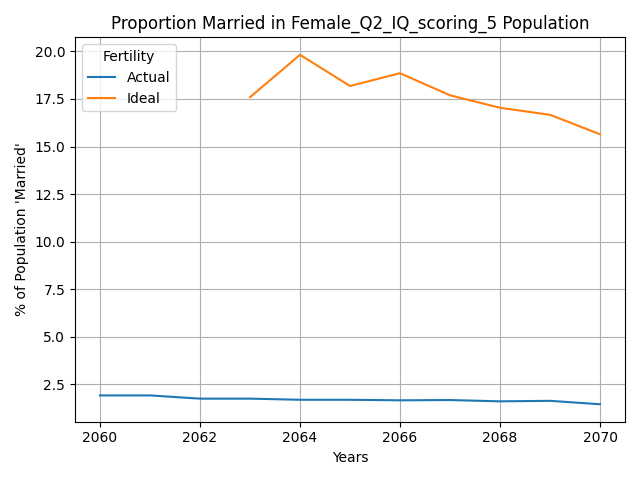 Proportion Married in Female_Q2_IQ_scoring_5 Population
Fertility
Actual
Ideal
% of Population 'Married'
20.0
17.5
15.0
12.5
10.0
7.5
5.0
2.5
2060 2062 2064 2066 2068 2070
Years